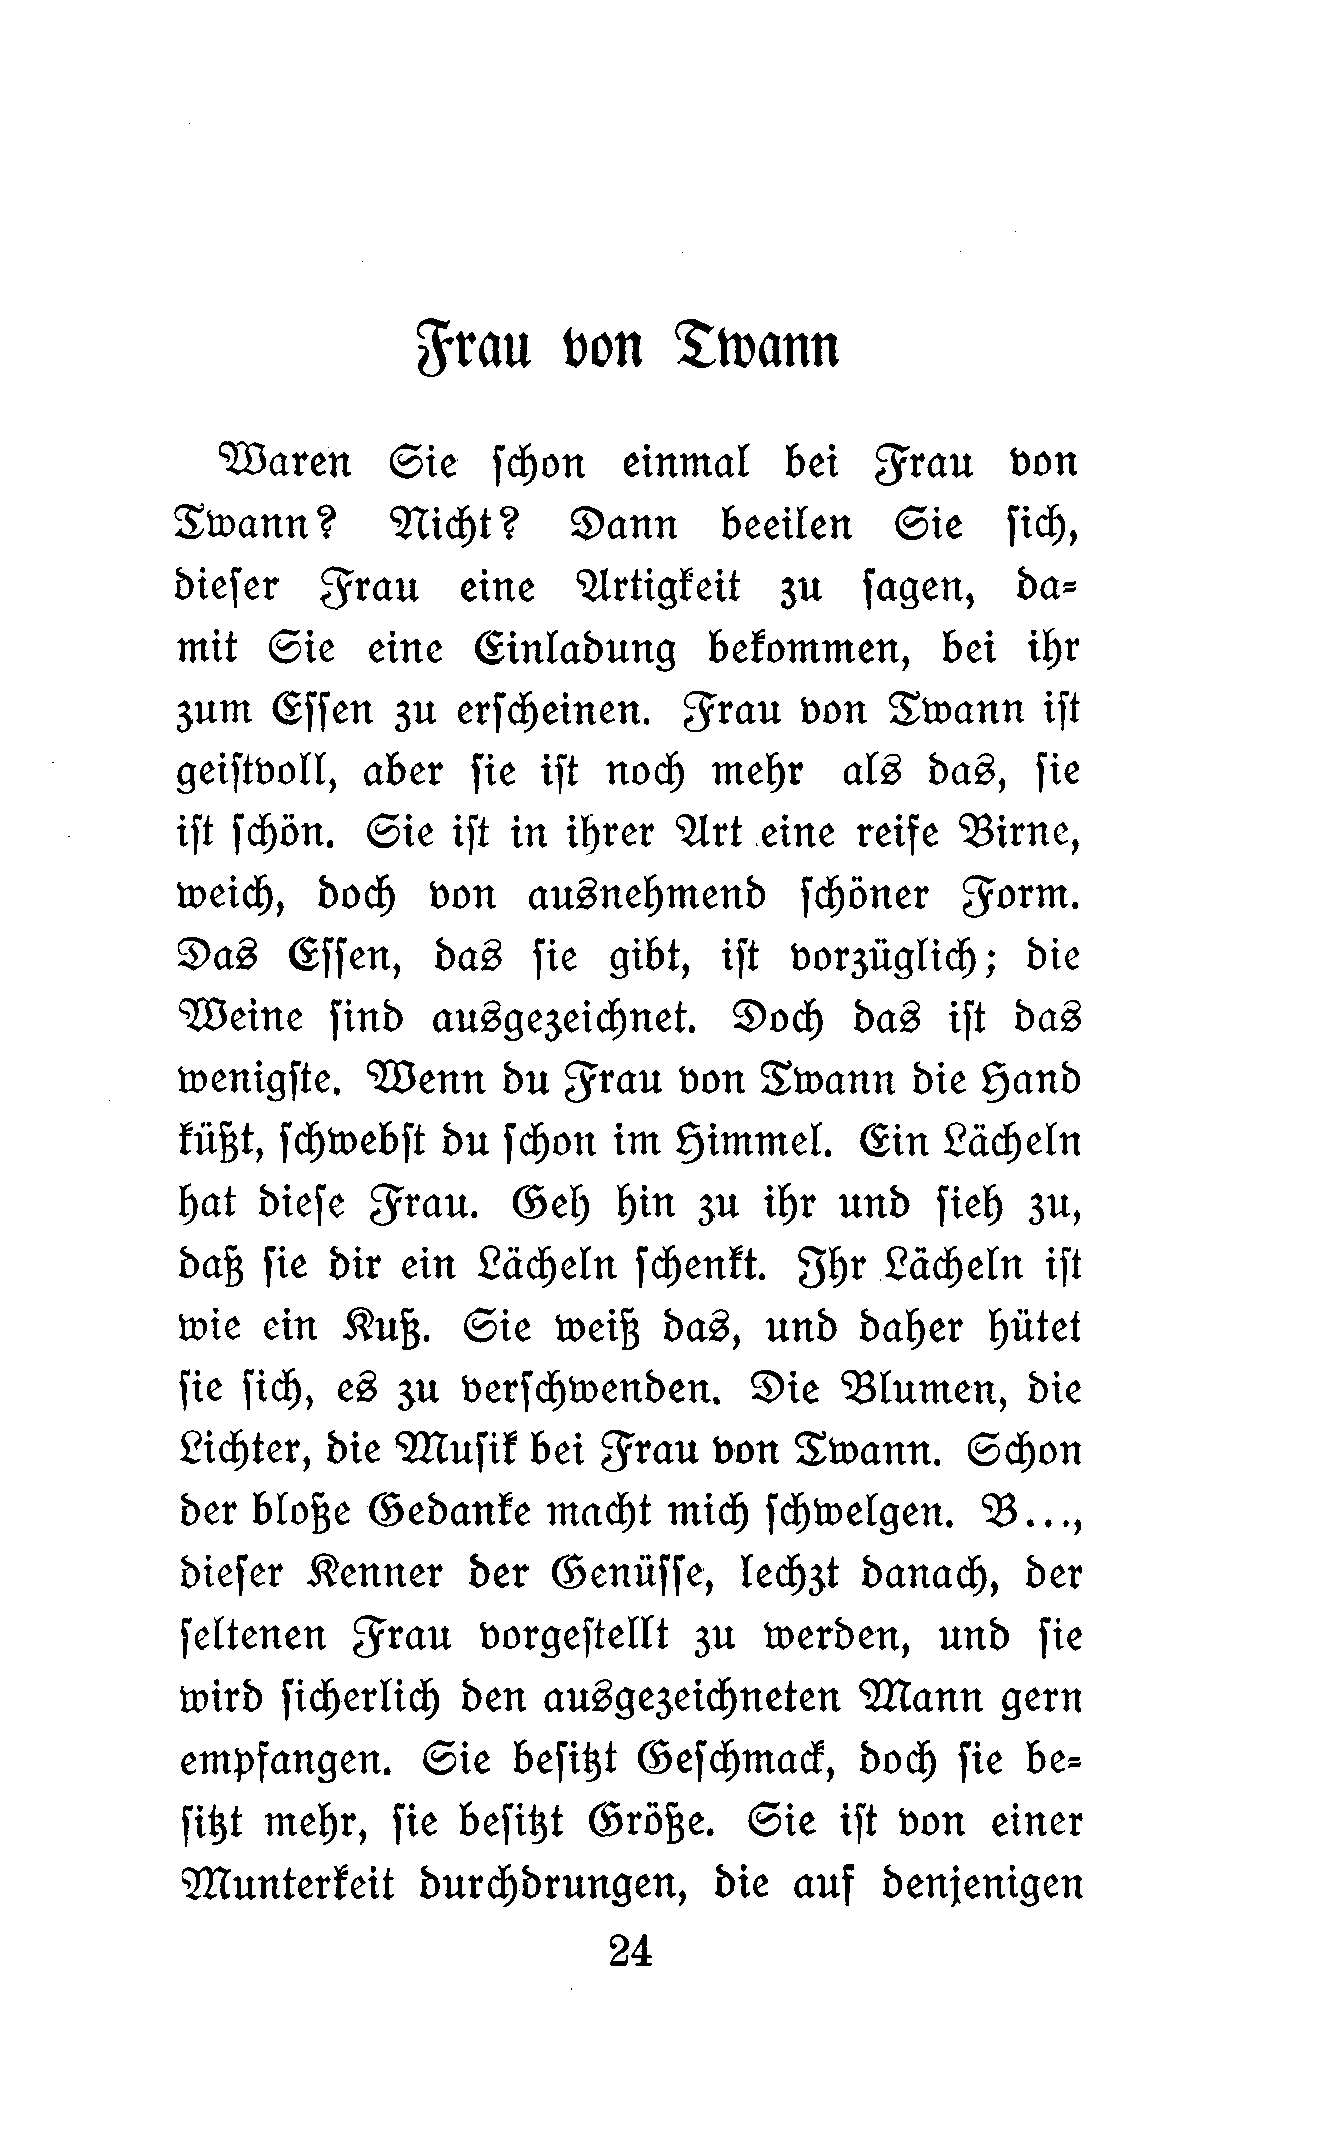 Frau von Twann
Waren Sie schon einmal bei Frau von
Twann? Nicht? Dann beeilen Sie sich,
dieser Frau eine Artigkeit zu sagen, da-
mit Sie eine Einladung bekommen, bei ihr
zum Essen zu erscheinen. Frau von Twann ist
geistvoll, aber sie ist noch mehr als das, sie
ist schön. Sie ist in ihrer Art eine reife Birne,
weich, doch von ausnehmend schöner Form.
Das Essen, das sie gibt, ist vorzüglich; die
Weine sind ausgezeichnet. Doch das ist das
wenigste. Wenn du Frau von Twann die Hand
küßt, schwebst du schon im Himmel. Ein Lächeln
hat diese Frau. Geh hin zu ihr und sieh zu,
daß sie dir ein Lächeln schenkt. Ihr Lächeln ist
wie ein Kuß. Sie weiß das, und daher hütet
sie sich, es zu verschwenden. Die Blumen, die
Lichter, die Musik bei Frau von Twann. Schon
der bloße Gedanke macht mich schwelgen. B...,
dieser Kenner der Genüsse, lechzt danach, der
seltenen Frau vorgestellt zu werden, und sie
wird sicherlich den ausgezeichneten Mann gern
empfangen. Sie besitzt Geschmack, doch sie be-
sitzt mehr, sie besitzt Größe. Sie ist von einer
Munterkeit durchdrungen, die auf denjenigen
24